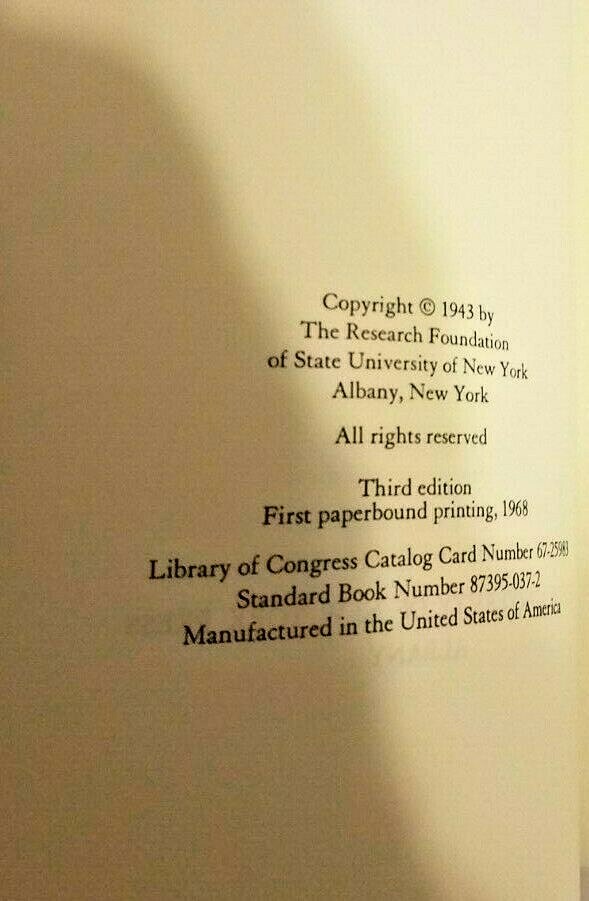 Copyright © 1943 by
The Research Foundation
of State University of New York
Albany, New York
All rights reserved
Third edition
First paperbound printing, 1968
Library of Congress Catalog Card Number 67-25983
Standard Book Number 87395-037-2
Manufactured in the United States of America